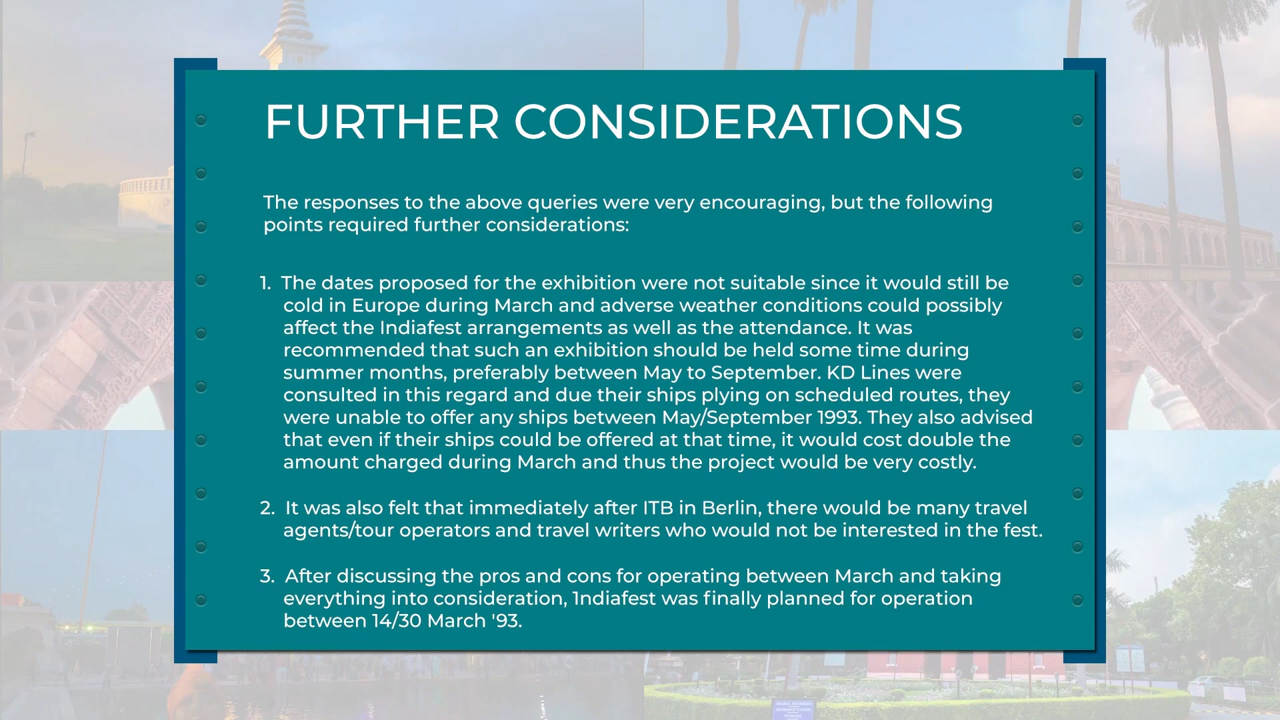 FURTHER CONSIDERATIONS
The responses to the above queries were very encouraging, but the following
points required further considerations:
1. The dates proposed for the exhibition were not suitable since it would still be
cold in Europe during March and adverse weather conditions could possibly
affect the Indiafest arrangements as well as the attendance. It was
recommended that such an exhibition should be held some time during
summer months, preferably between May to September. KD Lines were
consulted in this regard and due their ships plying on scheduled routes, they
were unable to offer any ships between May/September 1993. They also advised
that even if their ships could be offered at that time, it would cost double the
amount charged during March and thus the project would be very costly.
2. It was also felt that immediately after ITB in Berlin, there would be many travel
agents/tour operators and travel writers who would not be interested in the fest.
3. After discussing the pros and cons for operating between March and taking
everything into consideration, 1ndiafest was finally planned for operation
between 14/30 March '93.